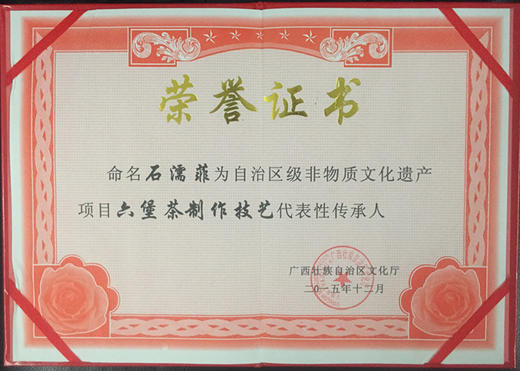 荣誉证书
命名石濡菲为自治区级非物质文化遗产
项目六堡茶制作技艺代表性传承人
广西壮族自治区文化厅
二〇一五年十二月